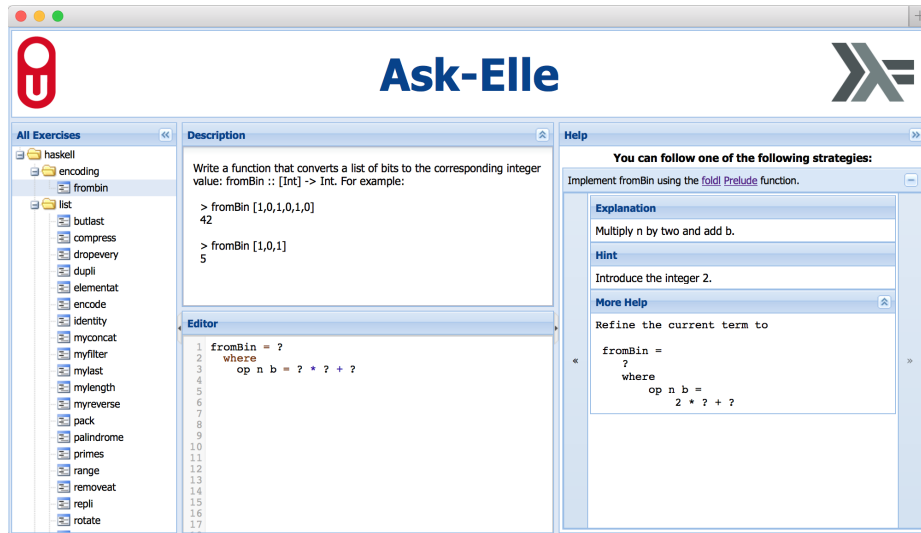 Ask-Elle
All Exercises
haskell
encoding
frombin
list
butlast
compress
dropevery
dupli
elementat
encode
identity
myconcat
myfilter
mylast
mylength
myreverse
pack
palindrome
primes
range
removeat
repli
rotate
Description
Write a function that converts a list of bits to the corresponding integer
value: fromBin :: [Int] -> Int. For example:
> fromBin [1,0,1,0,1,0]
42
> fromBin [1,0,1]
5
Editor
1 fromBin = ?
2   where
3     op n b = ? * ? + ?
4
5
6
7
8
9
10
11
12
13
14
15
16
17
Help
You can follow one of the following strategies:
Implement fromBin using the foldl Prelude function.
Explanation
Multiply n by two and add b.
Hint
Introduce the integer 2.
More Help
Refine the current term to
fromBin =
?
where
op n b =
2 * ? + ?